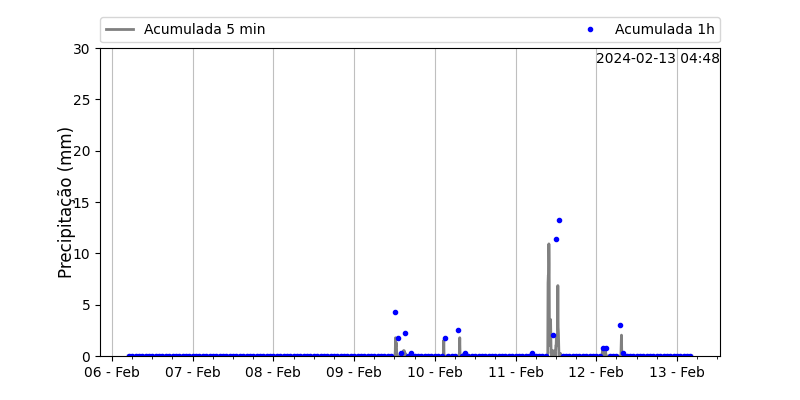 Acumulada 5 min
Acumulada 1h
2024-02-13 04:48
Precipitação (mm)
30
25
20
15
10
5
0
06 - Feb
07 - Feb
08 - Feb
09 - Feb
10 - Feb
11 - Feb
12 - Feb
13 - Feb